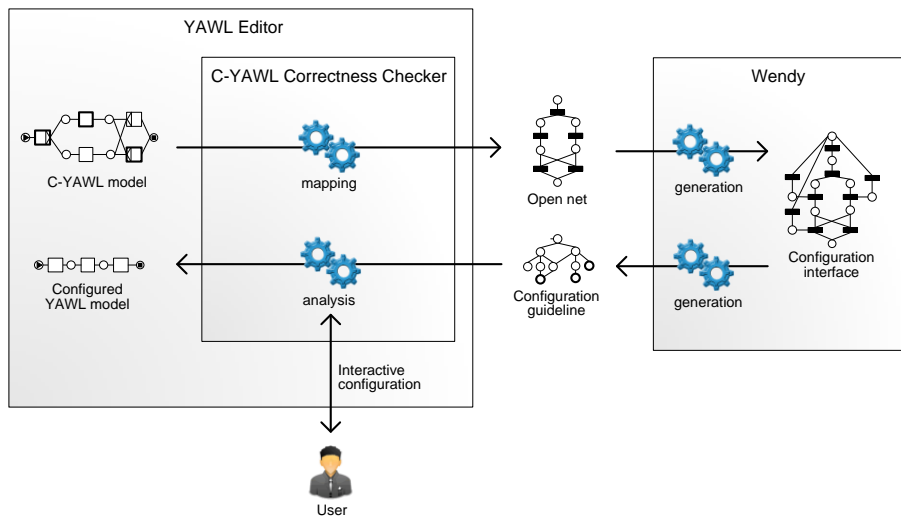 YAWL Editor
C-YAWL Correctness Checker
Wendy
C-YAWL model
mapping
Open net
generation
Configuration
interface
Configured
YAWL model
analysis
Configuration
guideline
generation
Interactive
configuration
User